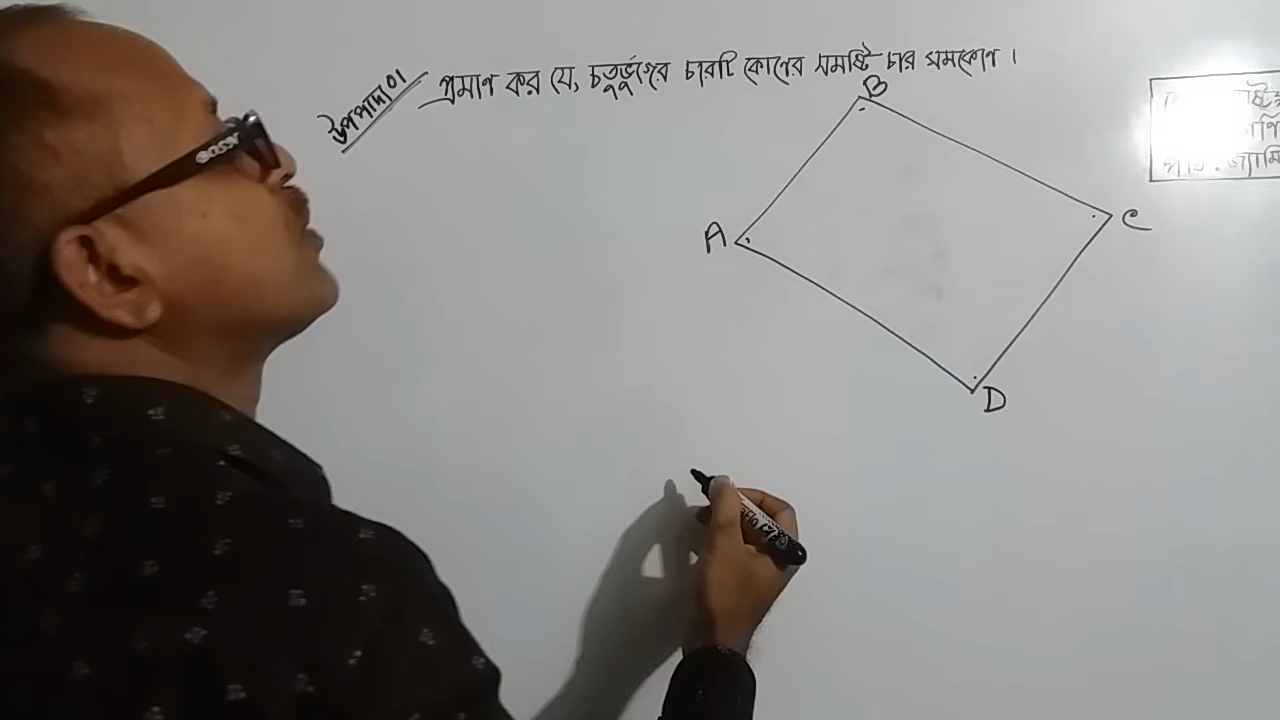 উপপাদ্য ০১
প্রমাণ কর যে, চতুর্ভুজের চারটি কোণের সমষ্টি চার সমকোণ ।
B
A
C
D